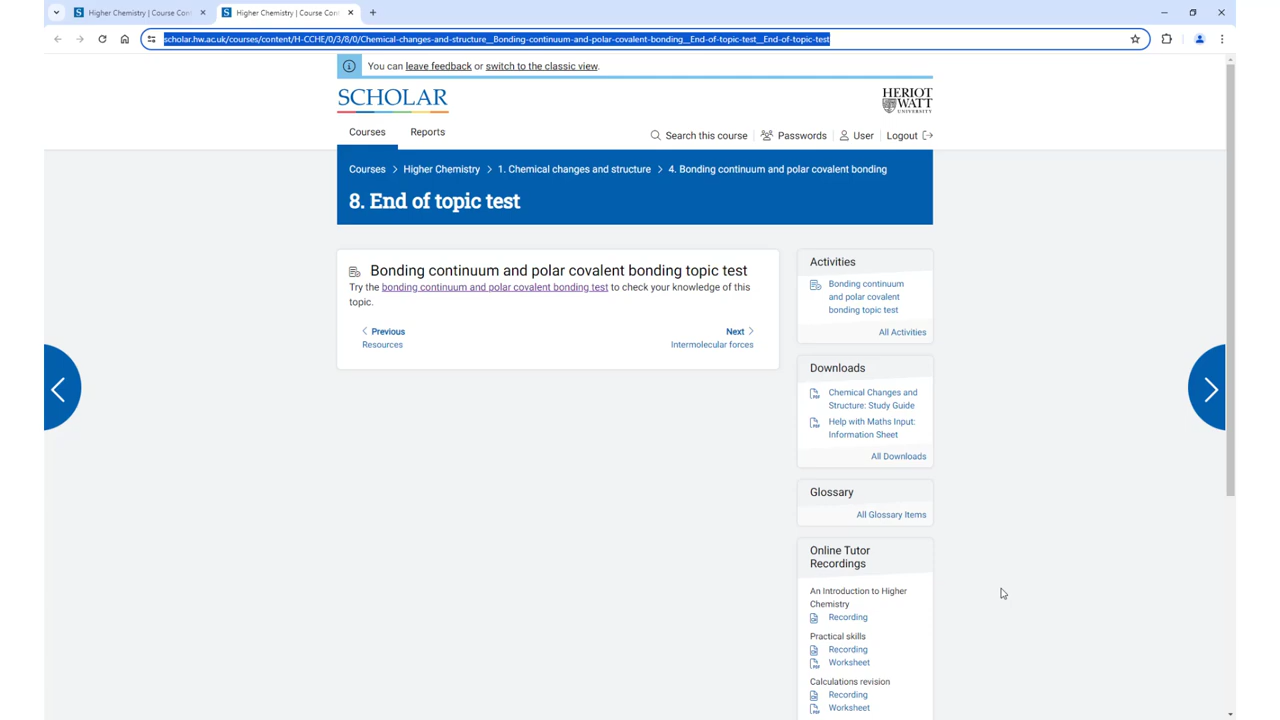 Higher Chemistry | Course Con
Higher Chemistry | Course Con
scholar.hw.ac.uk/courses/content/H-CCHE/0/3/8/0/Chemical-changes-and-structure__Bonding-continuum-and-polar-covalent-bonding__End-of-topic-test__End-of-topic-test
You can leave feedback or switch to the classic view.
SCHOLAR
HERIOT
WATT
UNIVERSITY
Courses Reports
Search this course Passwords User Logout
Courses > Higher Chemistry > 1. Chemical changes and structure > 4. Bonding continuum and polar covalent bonding
8. End of topic test
Bonding continuum and polar covalent bonding topic test
Try the bonding continuum and polar covalent bonding test to check your knowledge of this
topic.
Previous
Resources
Next
Intermolecular forces
Activities
Bonding continuum
and polar covalent
bonding topic test
All Activities
Downloads
Chemical Changes and
Structure: Study Guide
Help with Maths Input:
Information Sheet
All Downloads
Glossary
All Glossary Items
Online Tutor
Recordings
An Introduction to Higher
Chemistry
Recording
Practical skills
Recording
Worksheet
Calculations revision
Recording
Worksheet